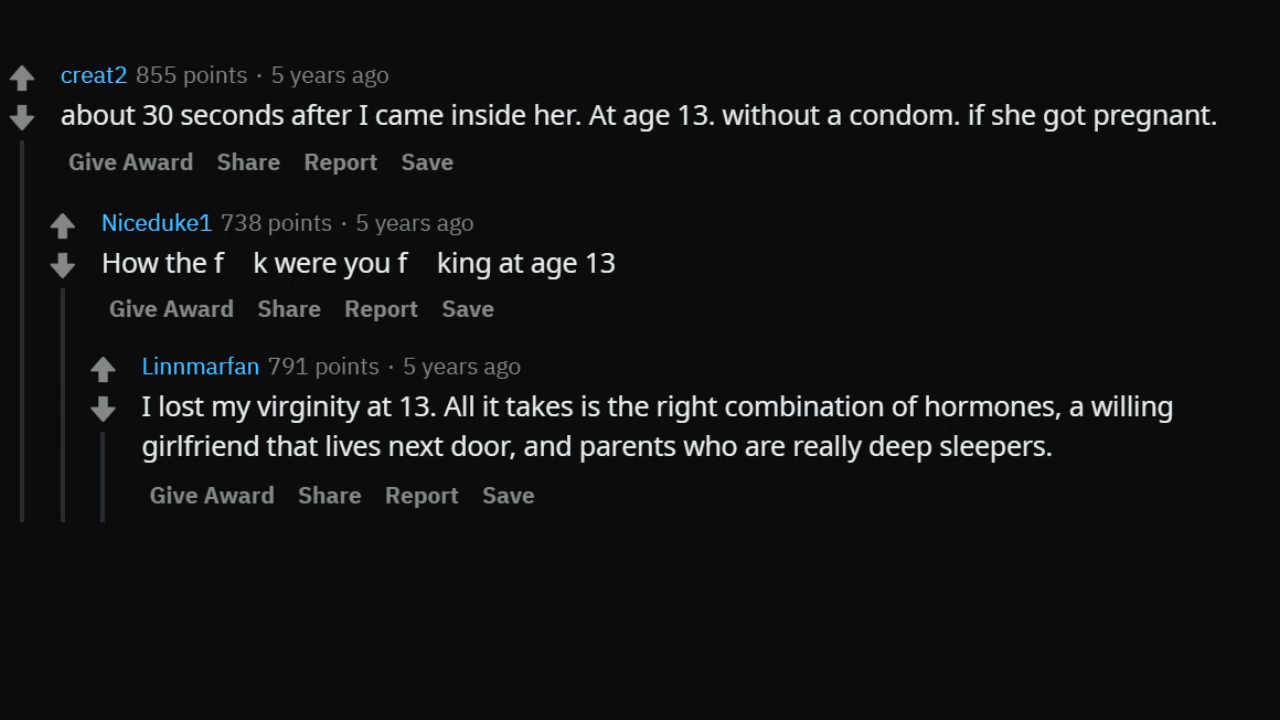 creat2 855 points · 5 years ago
about 30 seconds after I came inside her. At age 13. without a condom. if she got pregnant.
Give Award Share Report Save
Niceduke1 738 points · 5 years ago
How the f k were you f king at age 13
Give Award Share Report Save
Linnmarfan 791 points · 5 years ago
I lost my virginity at 13. All it takes is the right combination of hormones, a willing
girlfriend that lives next door, and parents who are really deep sleepers.
Give Award Share Report Save